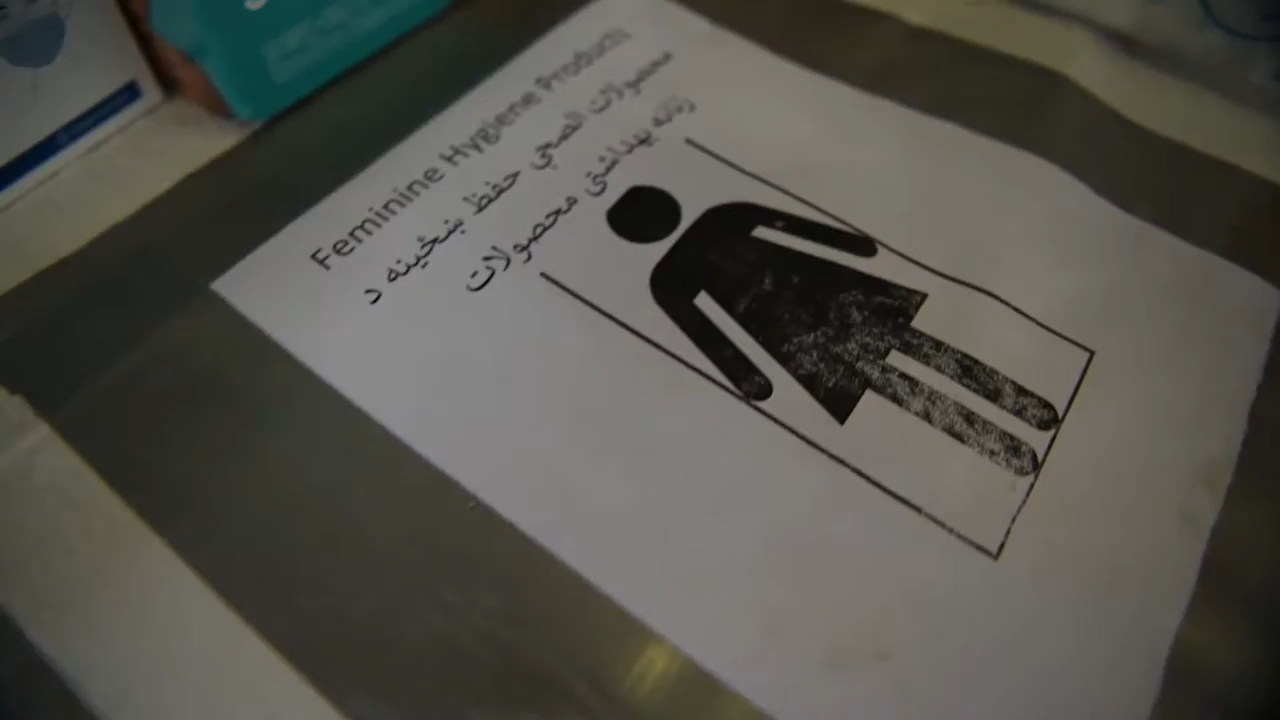 Feminine Hygiene Products
محصولات الصحي حفظ ښځينه د
زنانه بهداشتی محصولات